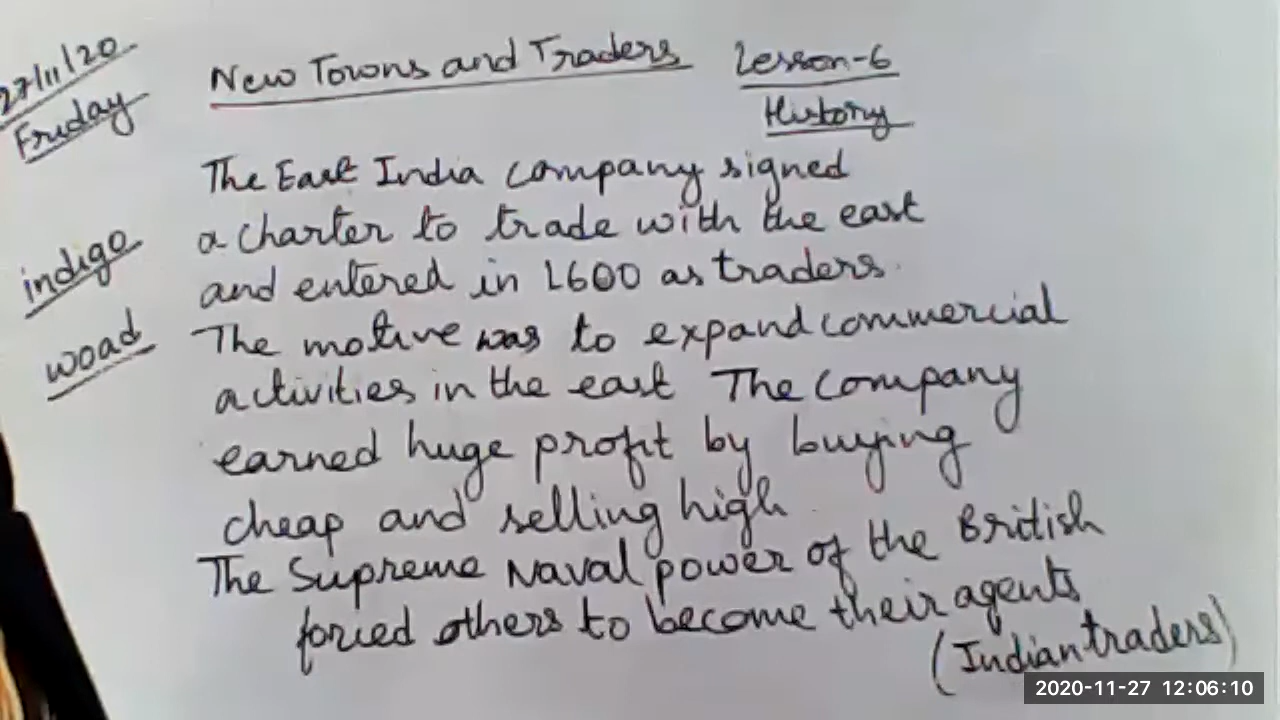 27/11/20
Friday
New Towns and Traders
Lesson-6
History
indigo
woad
The East India company signed
a charter to trade with the east
and entered in 1600 as traders.
The motive was to expand commercial
activities in the east The Company
earned huge profit by buying
cheap and selling high
The Supreme Naval power of the British
forced others to become their agents
(Indian traders)
2020-11-27 12:06:10